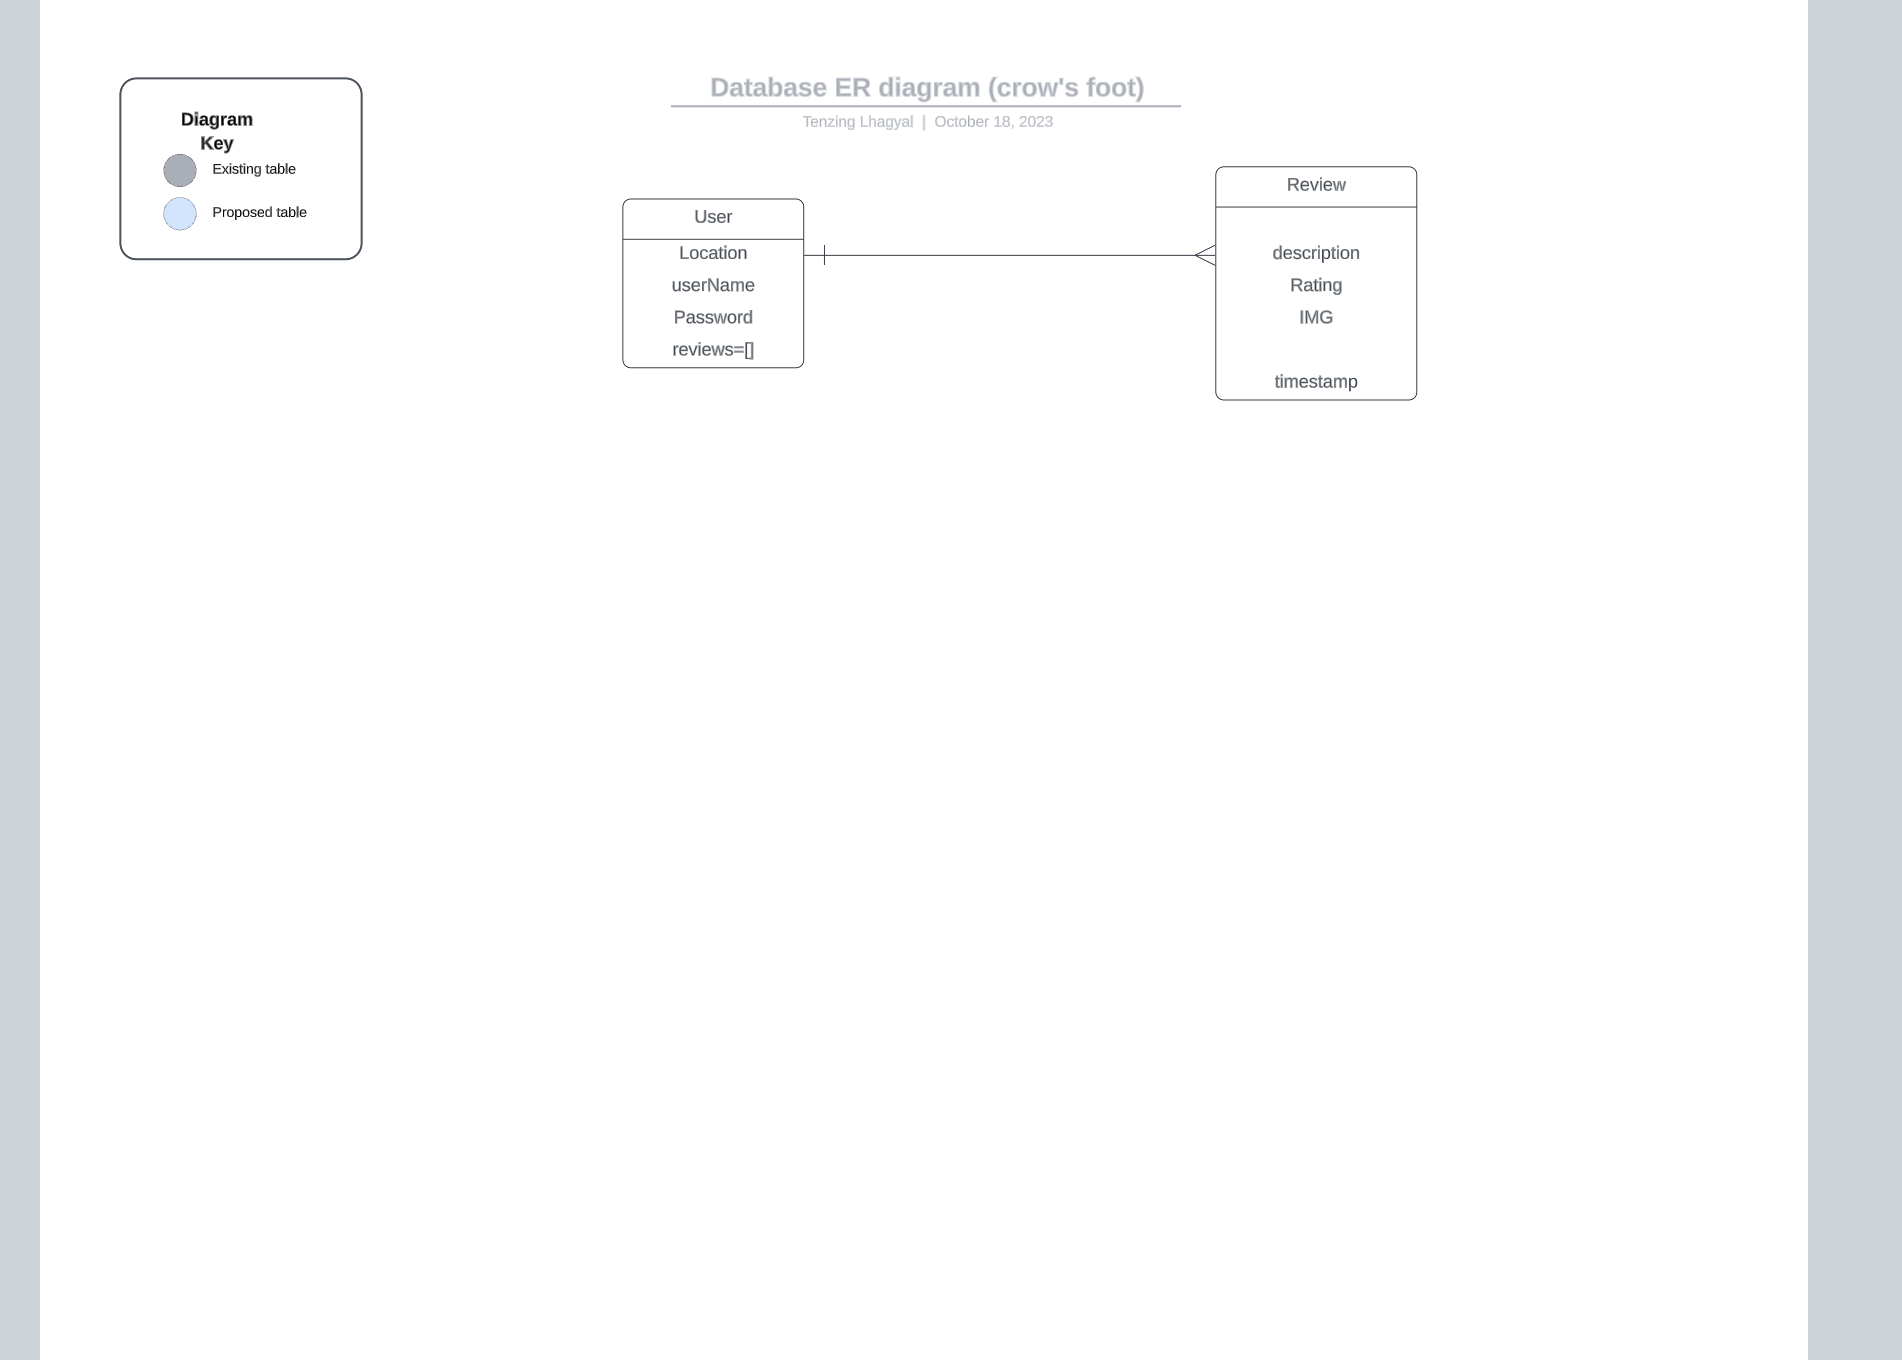 Diagram
Key
Existing table
Proposed table
Database ER diagram (crow's foot)
Tenzing Lhagyal | October 18, 2023
User
Location
userName
Password
reviews=[]
Review
description
Rating
IMG
timestamp